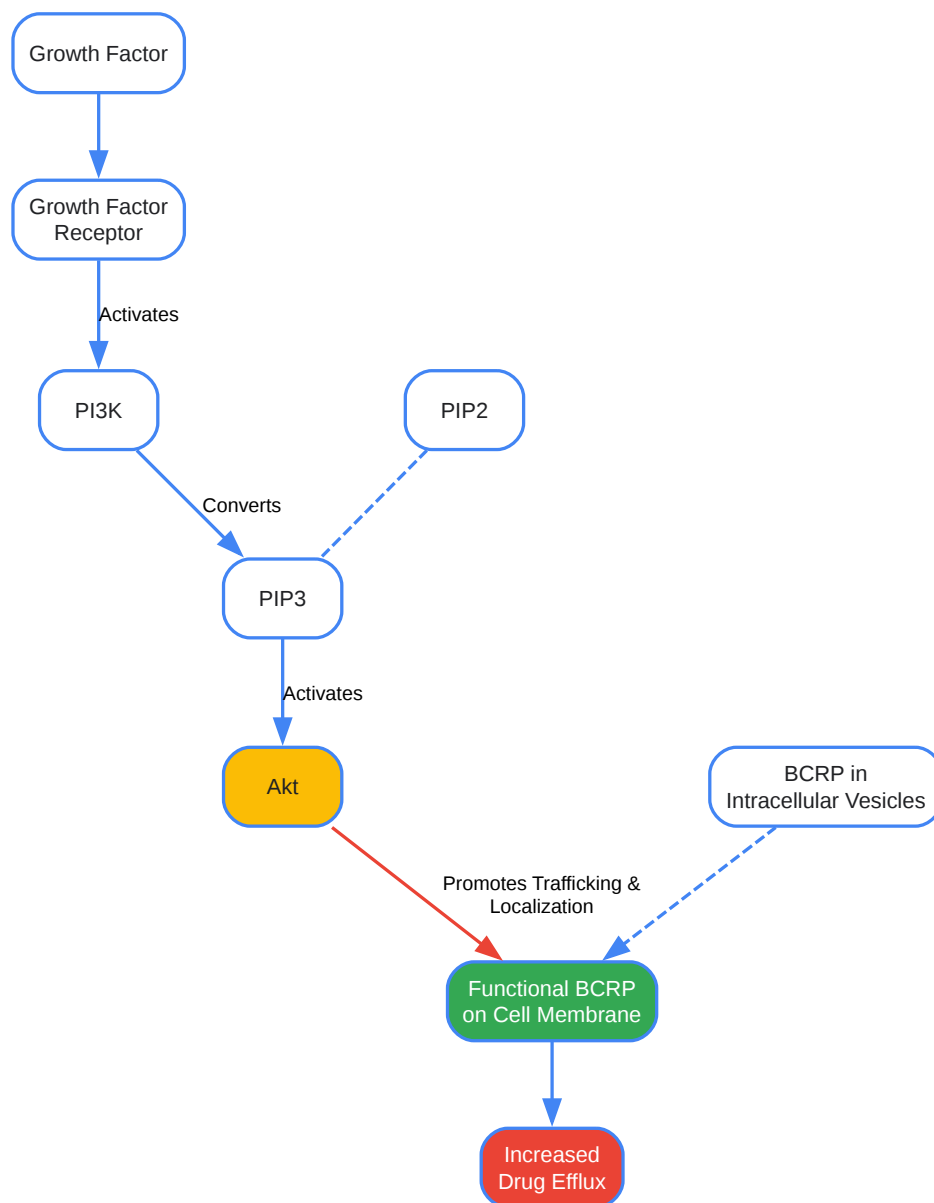 Growth Factor
Growth Factor
Receptor
Activates
PI3K
PIP2
Converts
PIP3
Activates
Akt
BCRP in
Intracellular Vesicles
Promotes Trafficking &
Localization
Functional BCRP
on Cell Membrane
Increased
Drug Efflux